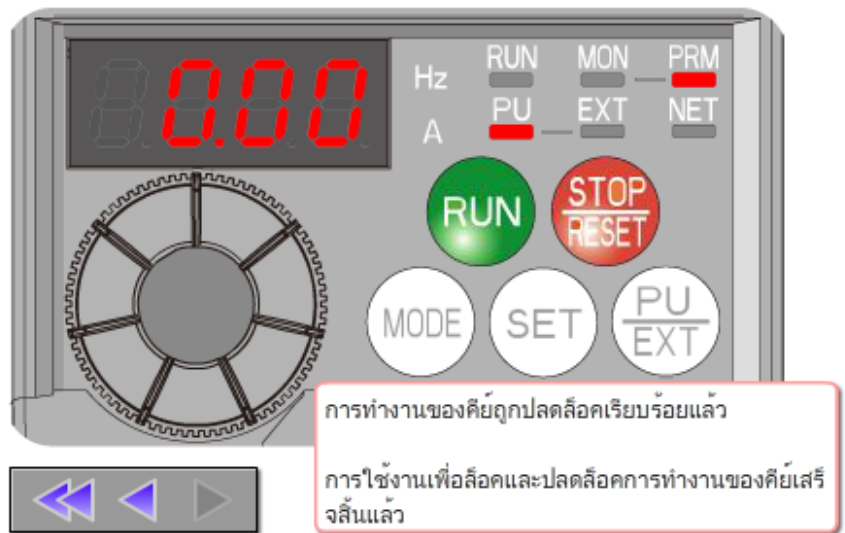 0.00
Hz
RUN MON PRM
A
PU EXT NET
RUN
STOP
RESET
MODE
SET
PU
EXT
การทำงานของคีย์ถูกปลดล็อคเรียบร้อยแล้ว
การใช้งานเพื่อล็อคและปลดล็อคการทำงานของคีย์เสร็
จสิ้นแล้ว